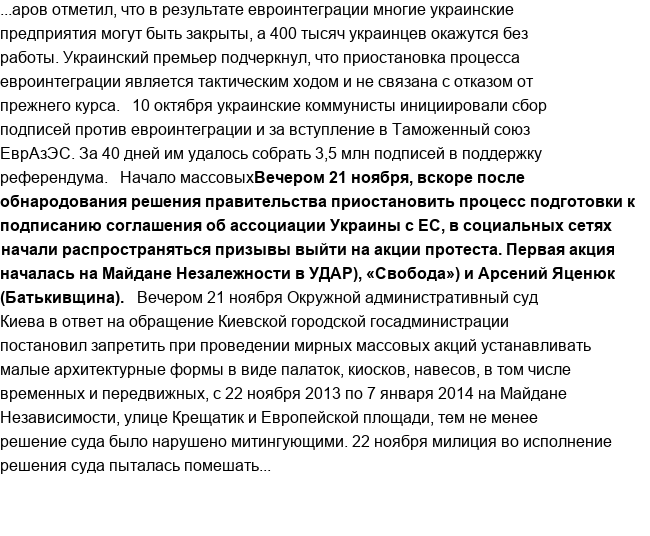 ...аров отметил, что в результате евроинтеграции многие украинские
предприятия могут быть закрыты, а 400 тысяч украинцев окажутся без
работы. Украинский премьер подчеркнул, что приостановка процесса
евроинтеграции является тактическим ходом и не связана с отказом от
прежнего курса.   10 октября украинские коммунисты инициировали сбор
подписей против евроинтеграции и за вступление в Таможенный союз
ЕврАзЭС. За 40 дней им удалось собрать 3,5 млн подписей в поддержку
референдума.   Начало массовыхВечером 21 ноября, вскоре после
обнародования решения правительства приостановить процесс подготовки к
подписанию соглашения об ассоциации Украины с ЕС, в социальных сетях
начали распространяться призывы выйти на акции протеста. Первая акция
началась на Майдане Незалежности в УДАР), «Свобода») и Арсений Яценюк
(Батькивщина).   Вечером 21 ноября Окружной административный суд
Киева в ответ на обращение Киевской городской госадминистрации
постановил запретить при проведении мирных массовых акций устанавливать
малые архитектурные формы в виде палаток, киосков, навесов, в том числе
временных и передвижных, с 22 ноября 2013 по 7 января 2014 на Майдане
Независимости, улице Крещатик и Европейской площади, тем не менее
решение суда было нарушено митингующими. 22 ноября милиция во исполнение
решения суда пыталась помешать...